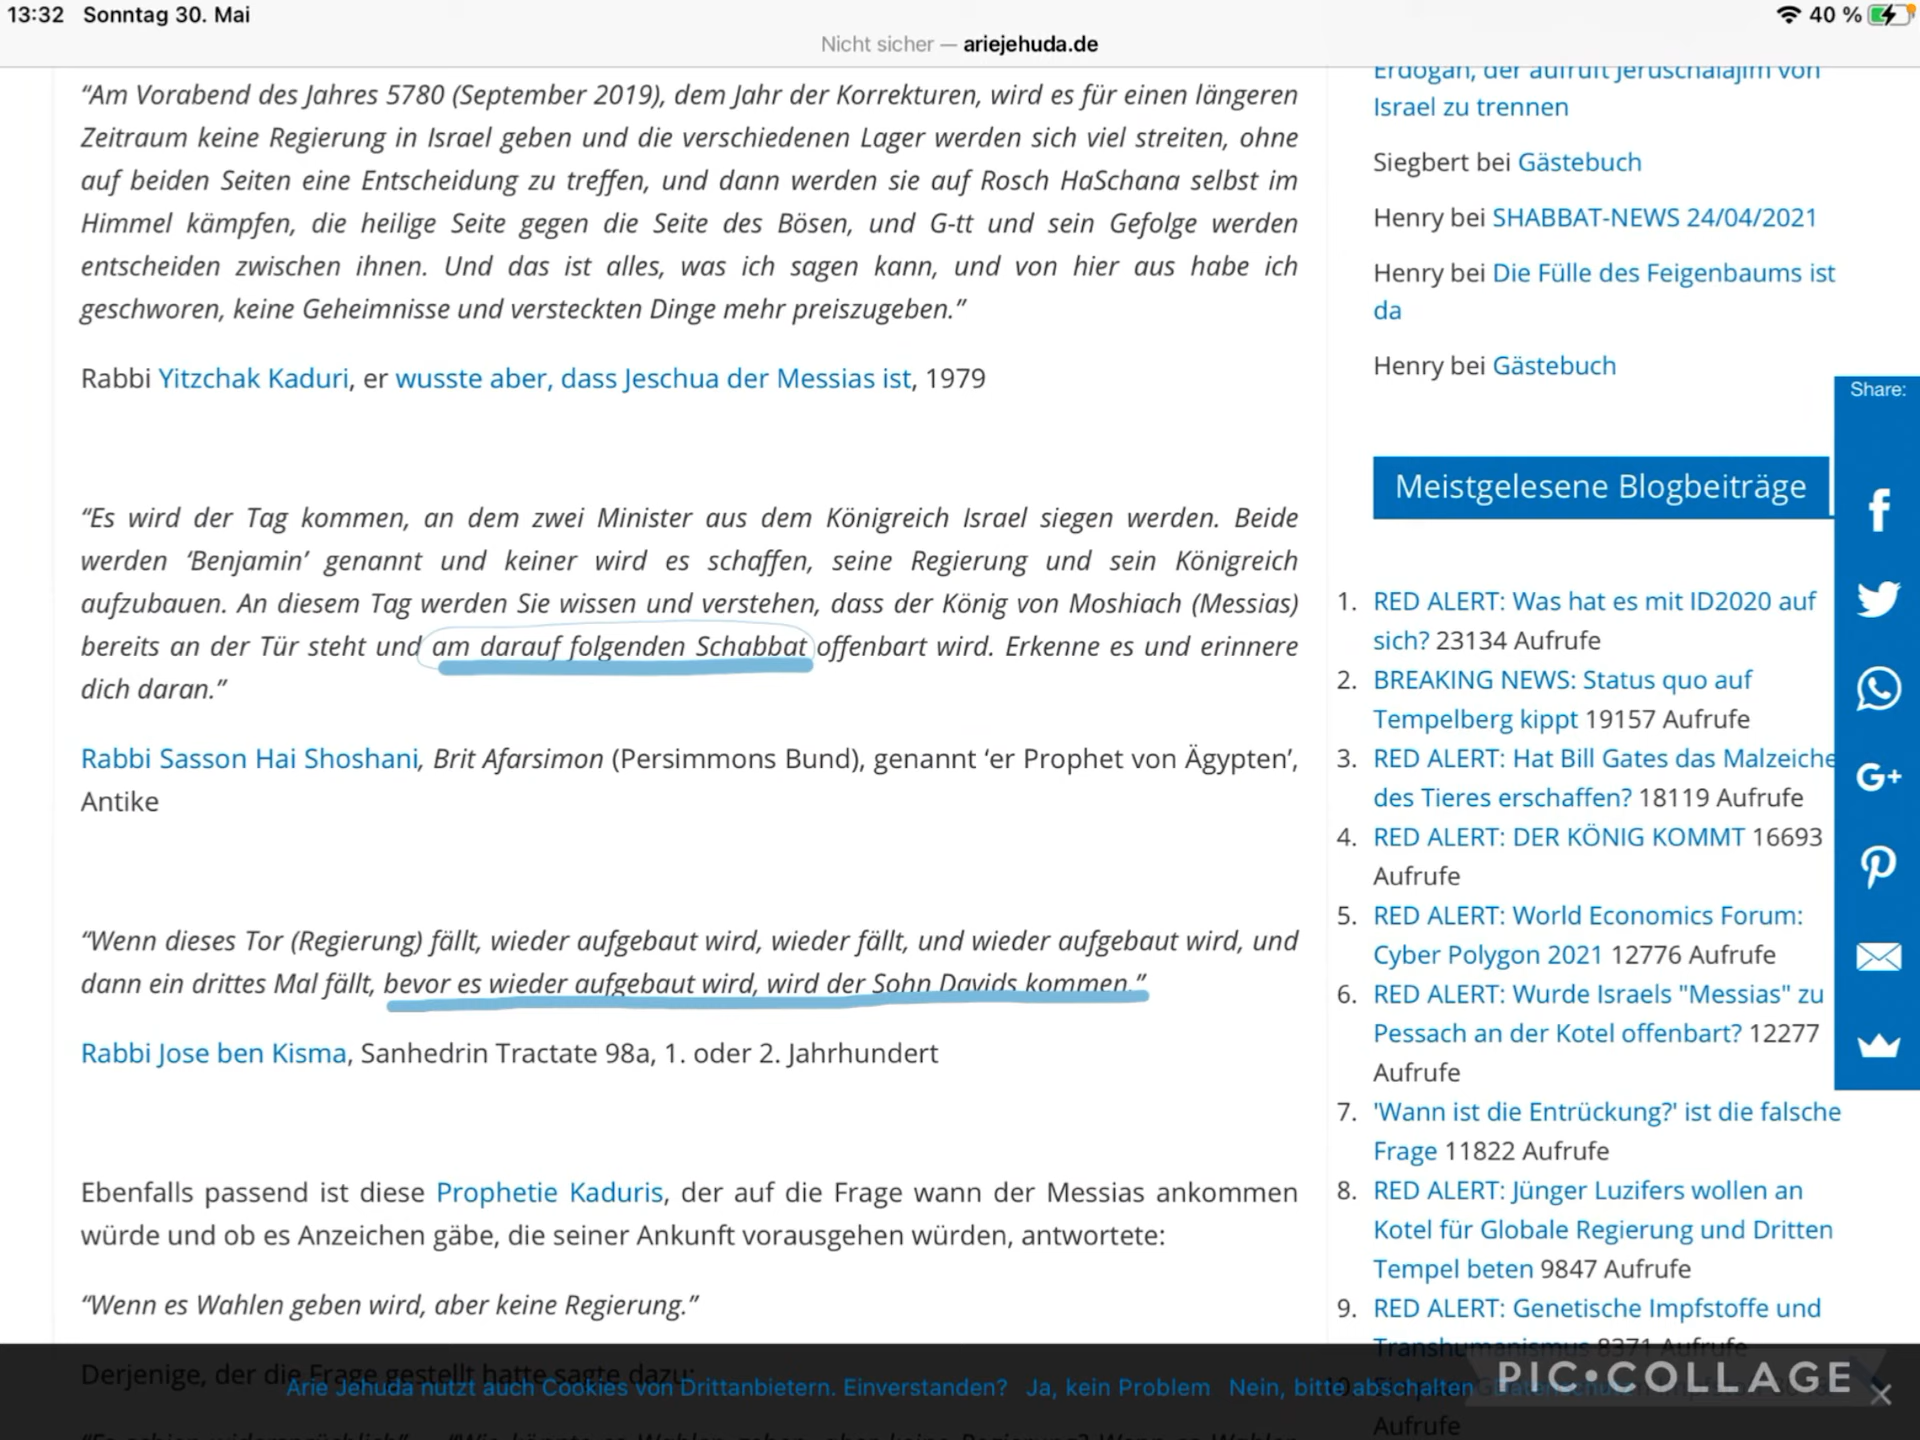 13:32 Sonntag 30. Mai
40 %
Nicht sicher — ariejehuda.de
“Am Vorabend des Jahres 5780 (September 2019), dem Jahr der Korrekturen, wird es für einen längeren
Zeitraum keine Regierung in Israel geben und die verschiedenen Lager werden sich viel streiten, ohne
auf beiden Seiten eine Entscheidung zu treffen, und dann werden sie auf Rosch HaSchana selbst im
Himmel kämpfen, die heilige Seite gegen die Seite des Bösen, und G-tt und sein Gefolge werden
entscheiden zwischen ihnen. Und das ist alles, was ich sagen kann, und von hier aus habe ich
geschworen, keine Geheimnisse und versteckten Dinge mehr preiszugeben.”
Rabbi Yitzchak Kaduri, er wusste aber, dass Jeschua der Messias ist, 1979
“Es wird der Tag kommen, an dem zwei Minister aus dem Königreich Israel siegen werden. Beide
werden ‘Benjamin’ genannt und keiner wird es schaffen, seine Regierung und sein Königreich
aufzubauen. An diesem Tag werden Sie wissen und verstehen, dass der König von Moshiach (Messias)
bereits an der Tür steht und am darauf folgenden Schabbat offenbart wird. Erkenne es und erinnere
dich daran.”
Rabbi Sasson Hai Shoshani, Brit Afarsimon (Persimmons Bund), genannt ‘er Prophet von Ägypten’,
Antike
“Wenn dieses Tor (Regierung) fällt, wieder aufgebaut wird, wieder fällt, und wieder aufgebaut wird, und
dann ein drittes Mal fällt, bevor es wieder aufgebaut wird, wird der Sohn Davids kommen.”
Rabbi Jose ben Kisma, Sanhedrin Tractate 98a, 1. oder 2. Jahrhundert
Ebenfalls passend ist diese Prophetie Kaduris, der auf die Frage wann der Messias ankommen
würde und ob es Anzeichen gäbe, die seiner Ankunft vorausgehen würden, antwortete:
“Wenn es Wahlen geben wird, aber keine Regierung.”
Derjenige, der die Frage gestellt hatte sagte dazu:
Erdogan, der aufruft Jeruschalajim von
Israel zu trennen
Siegbert bei Gästebuch
Henry bei SHABBAT-NEWS 24/04/2021
Henry bei Die Fülle des Feigenbaums ist
da
Henry bei Gästebuch
Share:
Meistgelesene Blogbeiträge
1. RED ALERT: Was hat es mit ID2020 auf
sich? 23134 Aufrufe
2. BREAKING NEWS: Status quo auf
Tempelberg kippt 19157 Aufrufe
3. RED ALERT: Hat Bill Gates das Malzeiche
des Tieres erschaffen? 18119 Aufrufe
4. RED ALERT: DER KÖNIG KOMMT 16693
Aufrufe
5. RED ALERT: World Economics Forum:
Cyber Polygon 2021 12776 Aufrufe
6. RED ALERT: Wurde Israels "Messias" zu
Pessach an der Kotel offenbart? 12277
Aufrufe
7. 'Wann ist die Entrückung?' ist die falsche
Frage 11822 Aufrufe
8. RED ALERT: Jünger Luzifers wollen an
Kotel für Globale Regierung und Dritten
Tempel beten 9847 Aufrufe
9. RED ALERT: Genetische Impfstoffe und
Transhumanismus 8371 Aufrufe
Aufrufe
Arie Jehuda nutzt auch Cookies von Drittanbietern. Einverstanden? Ja, kein Problem Nein, bitte abschalten
PIC•COLLAGE